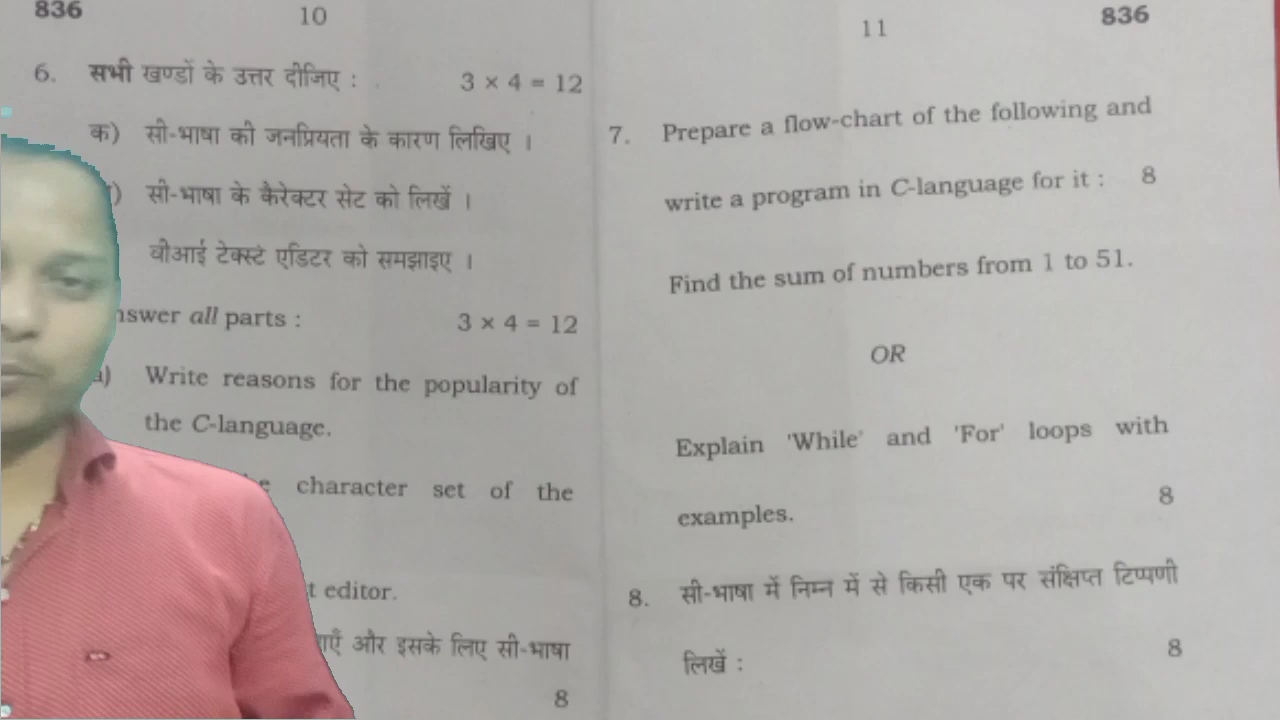 836
10
6. सभी खण्डों के उत्तर दीजिए : 3 × 4 = 12
क) सी-भाषा की जनप्रियता के कारण लिखिए ।
) सी-भाषा के कैरेक्टर सेट को लिखें ।
वीआई टेक्स्ट एडिटर को समझाइए ।
nswer all parts : 3 × 4 = 12
a) Write reasons for the popularity of
the C-language.
character set of the
t editor.
और इसके लिए सी-भाषा
8
11
836
7. Prepare a flow-chart of the following and
write a program in C-language for it : 8
Find the sum of numbers from 1 to 51.
OR
Explain 'While' and 'For' loops with
examples. 8
8. सी-भाषा में निम्न में से किसी एक पर संक्षिप्त टिप्पणी
लिखें : 8